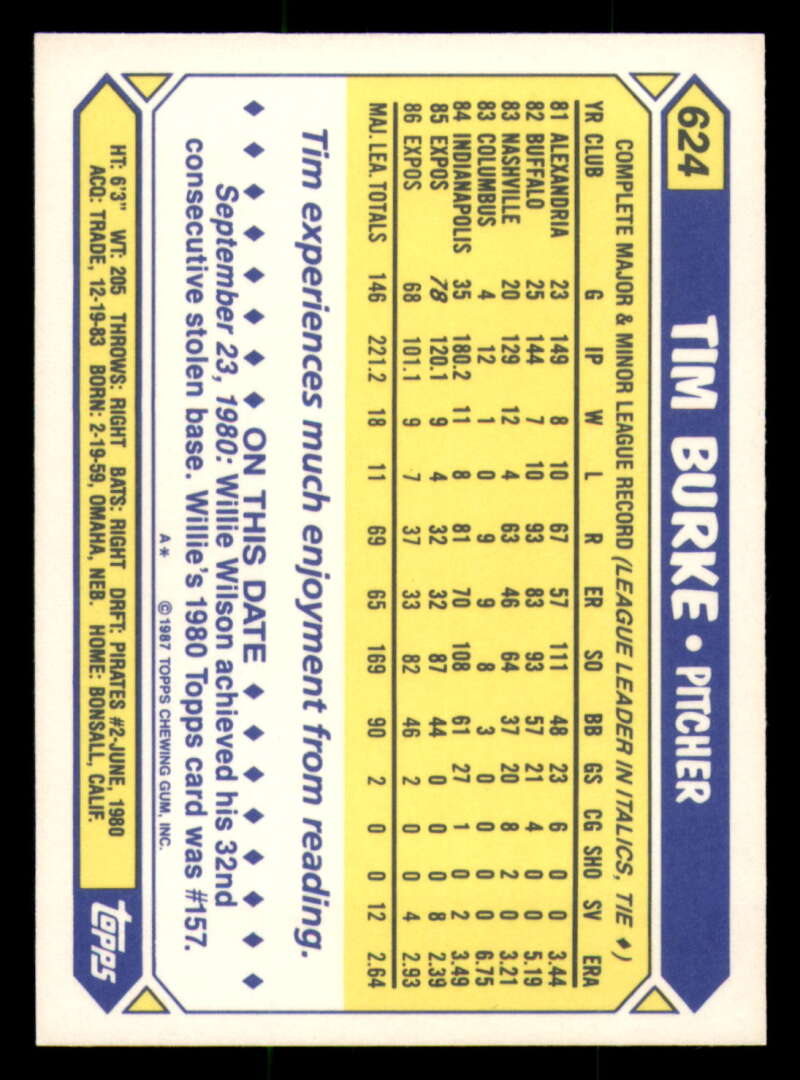 624
TIM BURKE • PITCHER
COMPLETE MAJOR & MINOR LEAGUE RECORD (LEAGUE LEADER IN ITALICS, TIE ♦)
YR CLUB G IP W L R ER SO BB GS CG SHO SV ERA
81 ALEXANDRIA 23 149 8 10 67 57 111 48 23 6 0 0 3.44
82 BUFFALO 25 144 7 10 93 83 93 57 21 4 0 0 5.19
83 NASHVILLE 20 129 12 4 63 46 64 37 20 8 2 0 3.21
83 COLUMBUS 4 12 1 0 9 9 8 3 0 0 0 0 6.75
84 INDIANAPOLIS 35 180.2 11 8 81 70 108 61 27 1 0 2 3.49
85 EXPOS 78 120.1 9 4 32 32 87 44 0 0 0 8 2.39
86 EXPOS 68 101.1 9 7 37 33 82 46 2 0 0 4 2.93
MAJ. LEA. TOTALS 146 221.2 18 11 69 65 169 90 2 0 0 12 2.64
Tim experiences much enjoyment from reading.
♦ ♦ ♦ ♦ ♦ ♦ ♦ ♦ ON THIS DATE ♦ ♦ ♦ ♦ ♦ ♦ ♦ ♦
September 23, 1980: Willie Wilson achieved his 32nd
consecutive stolen base. Willie's 1980 Topps card was #157.
A* ©1987 TOPPS CHEWING GUM, INC.
HT: 6'3" WT: 205 THROWS: RIGHT BATS: RIGHT DRFT: PIRATES #2-JUNE, 1980
ACQ: TRADE, 12-19-83 BORN: 2-19-59, OMAHA, NEB. HOME: BONSALL, CALIF.
topps